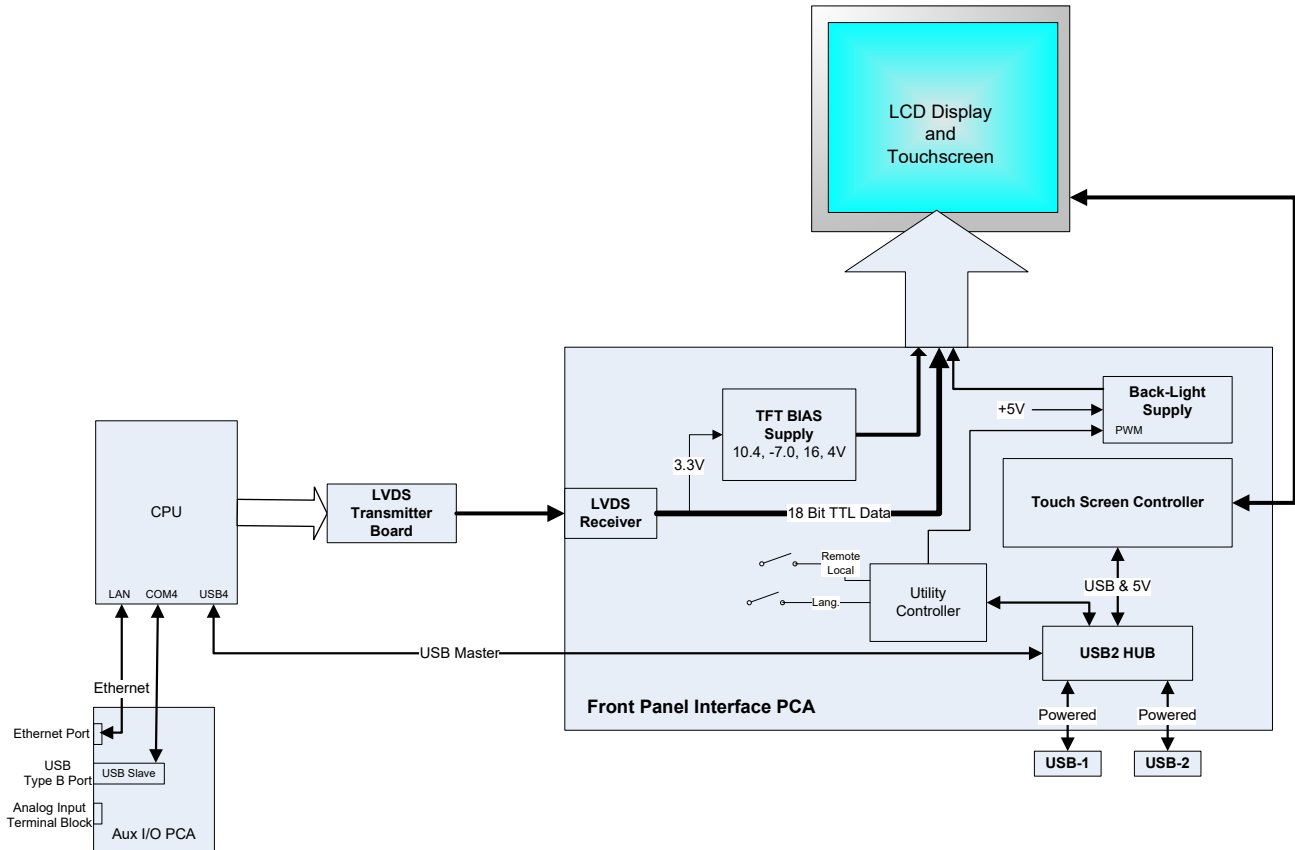 LCD Display
and
Touchscreen
Back-Light
Supply
+5V
PWM
TFT BIAS
Supply
10.4, -7.0, 16, 4V
3.3V
CPU
LVDS
Transmitter
Board
LVDS
Receiver
18 Bit TTL Data
Touch Screen Controller
Remote
Local
Lang.
Utility
Controller
USB & 5V
LAN
COM4
USB4
USB Master
USB2 HUB
Ethernet
Front Panel Interface PCA
Powered
Powered
USB-1
USB-2
Ethernet Port
USB
Type B Port
USB Slave
Analog Input
Terminal Block
Aux I/O PCA